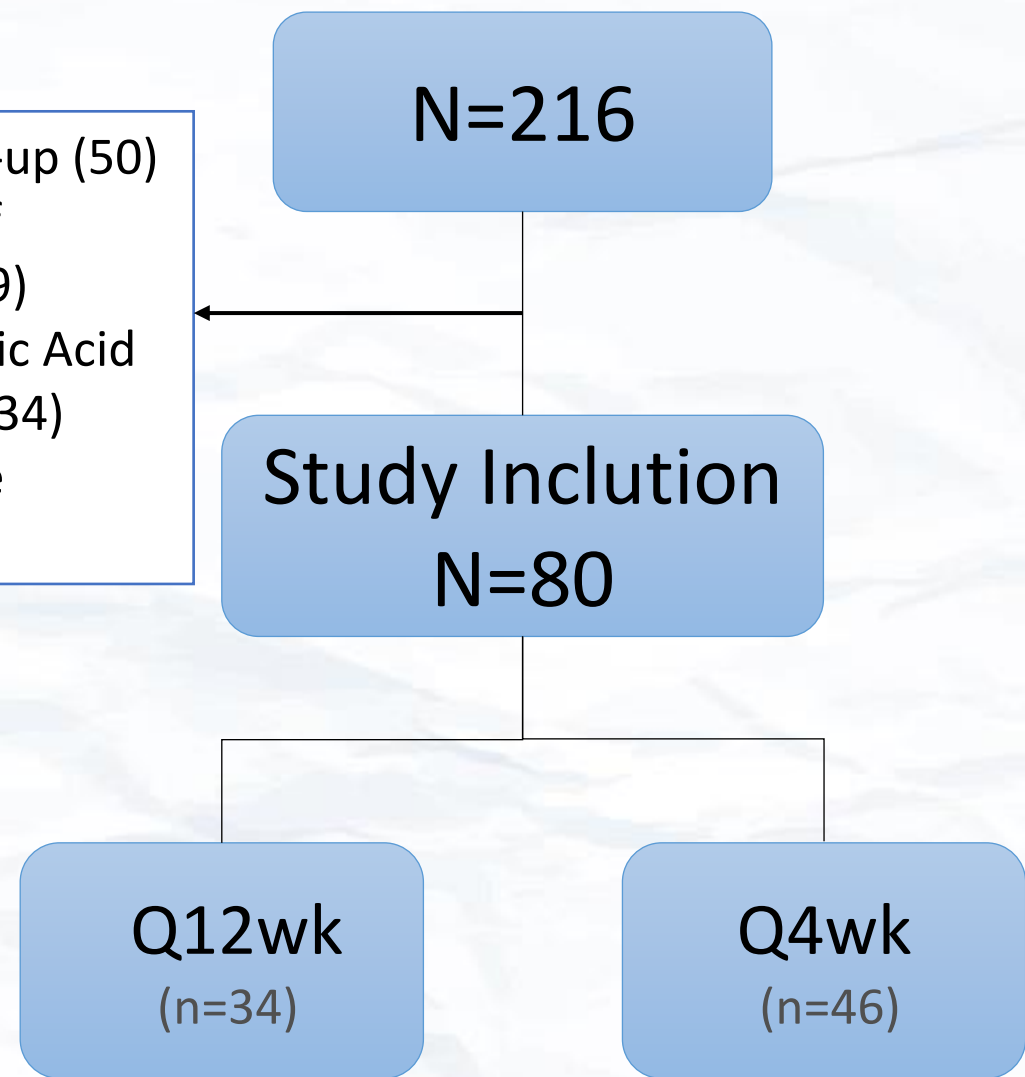 N=216
-up (50)
9)
ic Acid
34)
Study Inclution
N=80
Q12wk
(n=34)
Q4wk
(n=46)